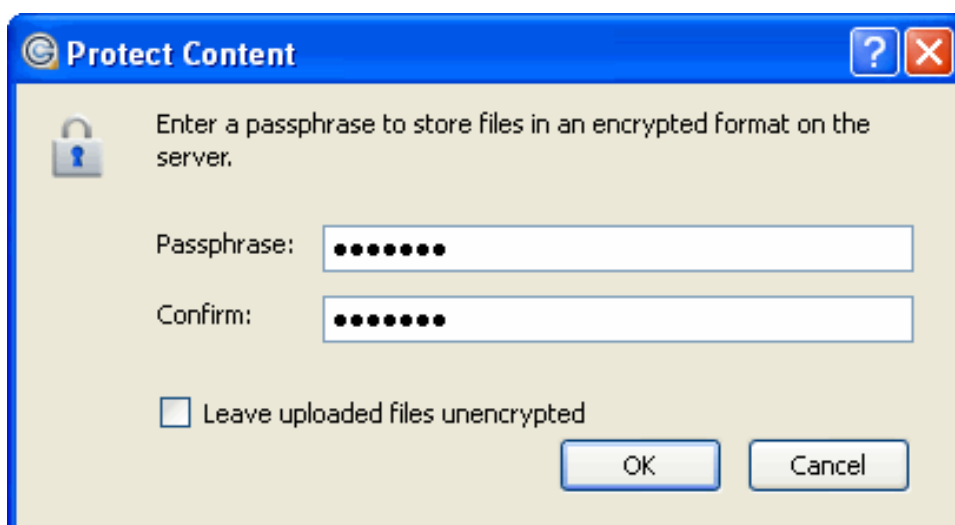 Protect Content
Enter a passphrase to store files in an encrypted format on the
server.
Passphrase: ●●●●●●●
Confirm: ●●●●●●●
Leave uploaded files unencrypted
OK Cancel